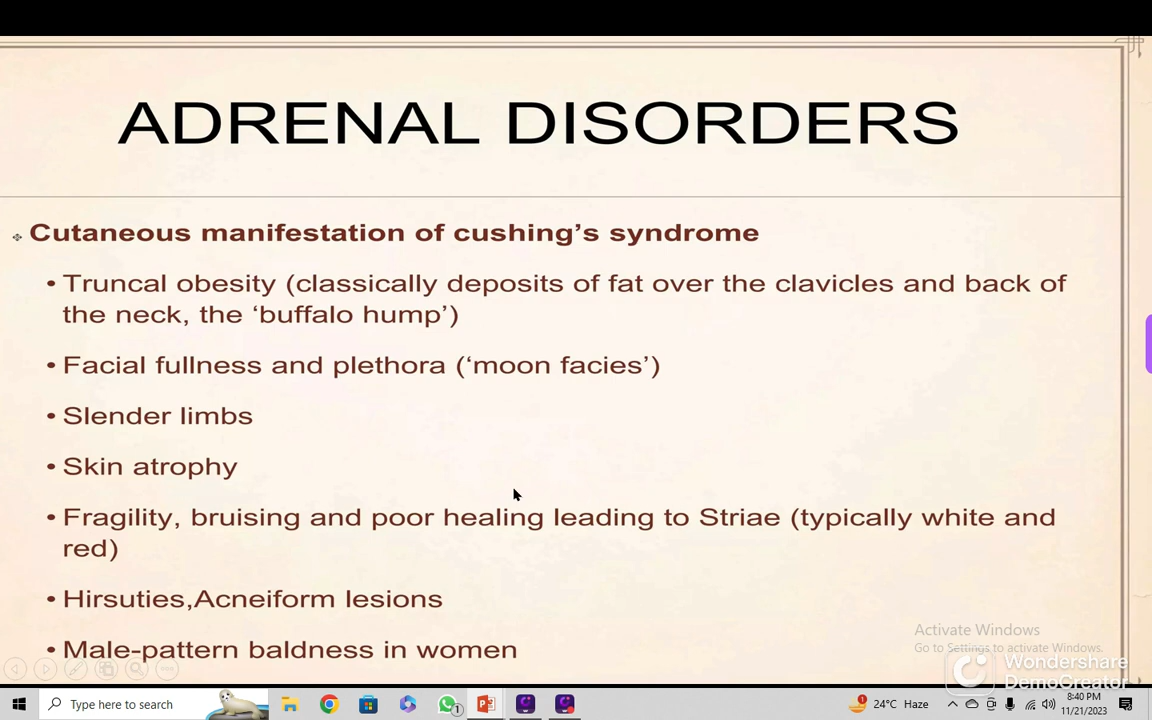 ADRENAL DISORDERS
Cutaneous manifestation of cushing's syndrome
• Truncal obesity (classically deposits of fat over the clavicles and back of
the neck, the 'buffalo hump')
• Facial fullness and plethora ('moon facies')
• Slender limbs
• Skin atrophy
• Fragility, bruising and poor healing leading to Striae (typically white and
red)
• Hirsuties,Acneiform lesions
• Male-pattern baldness in women
Activate Windows
Go to Settings to activate Windows.
Wondershare
DemoCreator
Type here to search
1
1
24°C Haze
8:40 PM
11/21/2023